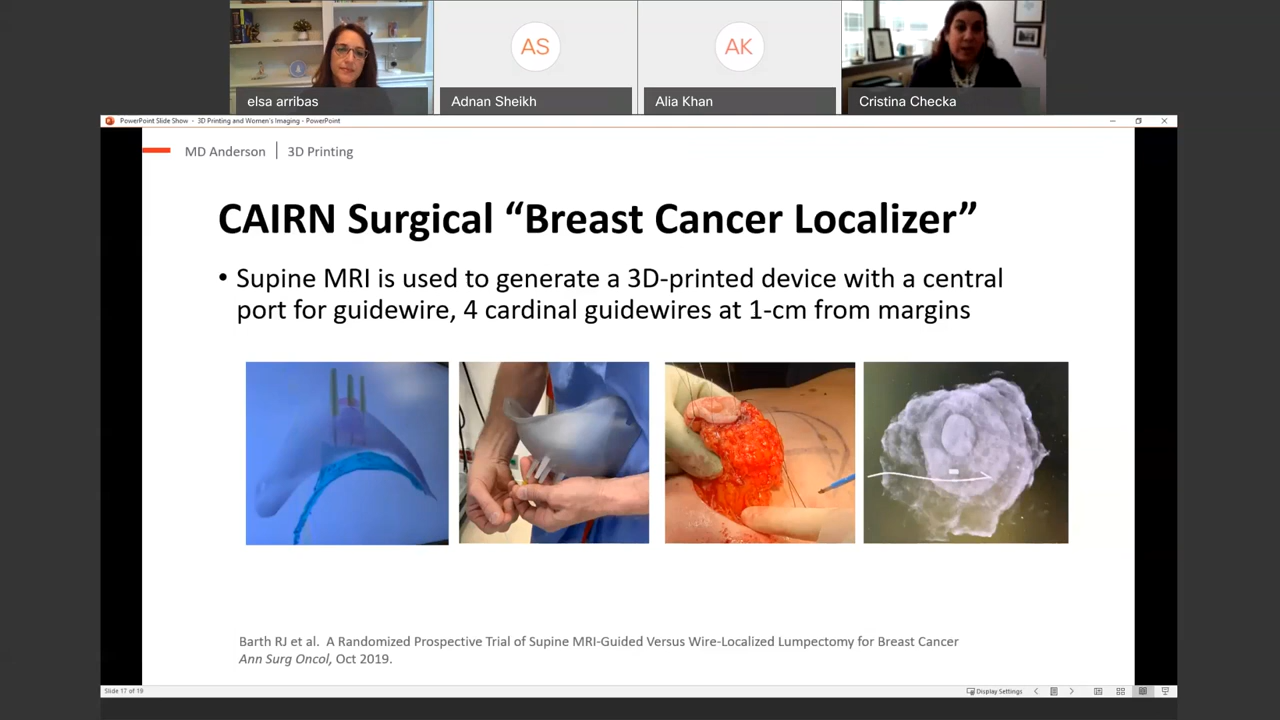 AS
AK
elsa arribas
Adnan Sheikh
Alia Khan
Cristina Checka
PowerPoint Slide Show - 3D Printing and Women's Imaging - PowerPoint
MD Anderson | 3D Printing
CAIRN Surgical “Breast Cancer Localizer”
• Supine MRI is used to generate a 3D-printed device with a central
port for guidewire, 4 cardinal guidewires at 1-cm from margins
Barth RJ et al. A Randomized Prospective Trial of Supine MRI-Guided Versus Wire-Localized Lumpectomy for Breast Cancer
Ann Surg Oncol, Oct 2019.
Slide 17 of 19
Display Settings